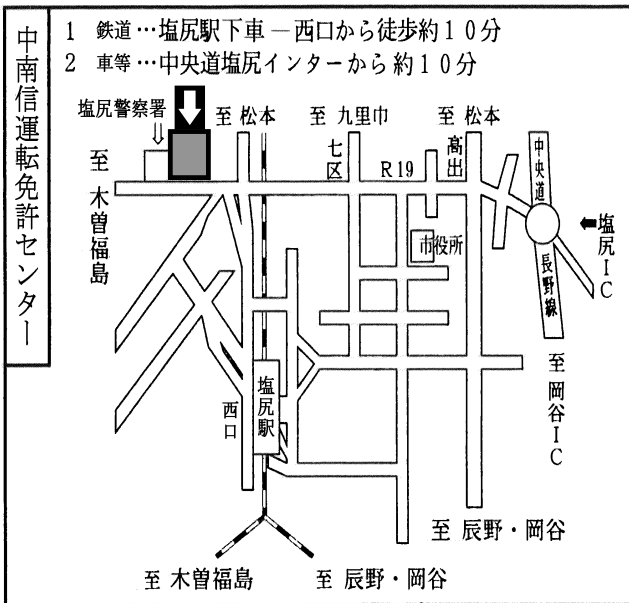 中南信運転免許センター
1 鉄道…塩尻駅下車－西口から徒歩約10分
2 車等…中央道塩尻インターから約10分
塩尻警察署
至 松本
至 九里巾
至 松本
至 木曽福島
七区
R19
高出
中央道
塩尻IC
市役所
長野線
至 岡谷IC
塩尻駅
西口
至 辰野・岡谷
至 木曽福島
至 辰野・岡谷